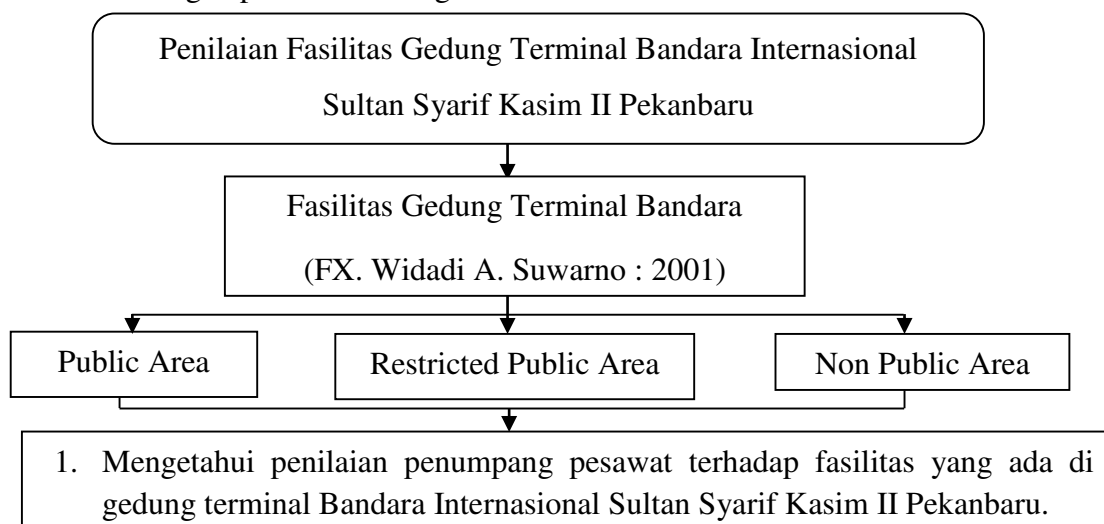 Penilaian Fasilitas Gedung Terminal Bandara Internasional
Sultan Syarif Kasim II Pekanbaru
Fasilitas Gedung Terminal Bandara
(FX. Widadi A. Suwarno : 2001)
Public Area
Restricted Public Area
Non Public Area
1. Mengetahui penilaian penumpang pesawat terhadap fasilitas yang ada di
gedung terminal Bandara Internasional Sultan Syarif Kasim II Pekanbaru.